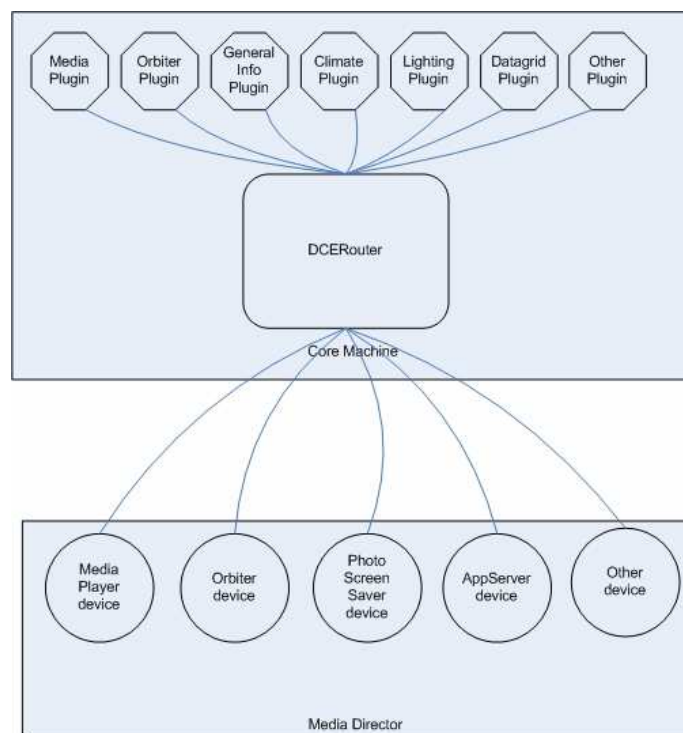 Media
Plugin
Orbiter
Plugin
General
Info
Plugin
Climate
Plugin
Lighting
Plugin
Datagrid
Plugin
Other
Plugin
DCERouter
Core Machine
Media
Player
device
Orbiter
device
Photo
Screen
Saver
device
AppServer
device
Other
device
Media Director